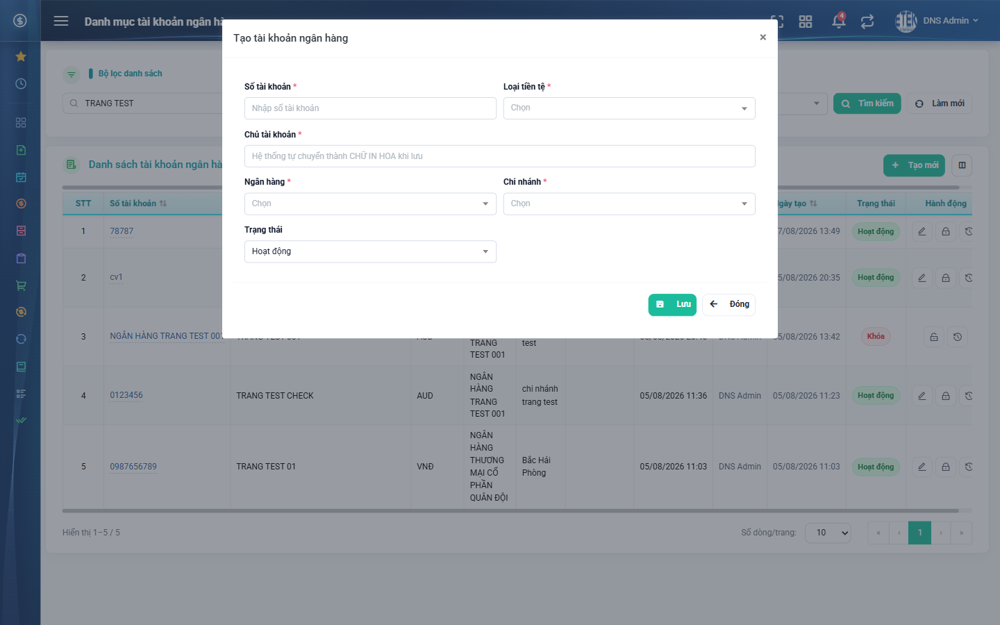 Danh mục tài khoản ngân
4
DNS Admin
Tạo tài khoản ngân hàng
×
Bộ lọc danh sách
TRANG TEST
Tìm kiếm
Làm mới
Số tài khoản *
Loại tiền tệ *
Nhập số tài khoản
Chọn
Chủ tài khoản *
Hệ thống tự chuyển thành CHỮ IN HOA khi lưu
Ngân hàng *
Chi nhánh *
Chọn
Chọn
Trạng thái
Hoạt động
Lưu
Đóng
Danh sách tài khoản ngân
Tạo mới
STT
Số tài khoản
gày tạo
Trạng thái
Hành động
1
78787
7/08/2026 13:49
Hoạt động
2
cv1
5/08/2026 20:35
Hoạt động
3
NGÂN HÀNG TRANG TEST 001
TRANG
TEST 001
test
5/08/2026 13:42
Khóa
4
0123456
TRANG TEST CHECK
AUD
NGÂN
HÀNG
TRANG
TEST 001
chi nhánh
trang test
05/08/2026 11:36
DNS Admin
05/08/2026 11:23
Hoạt động
5
0987656789
TRANG TEST 01
VNĐ
NGÂN
HÀNG
THƯƠNG
MẠI CỔ
PHẦN
QUÂN ĐỘI
Bắc Hải
Phòng
05/08/2026 11:03
DNS Admin
05/08/2026 11:03
Hoạt động
Hiển thị 1–5 / 5
Số dòng/trang:
10
«
‹
1
›
»